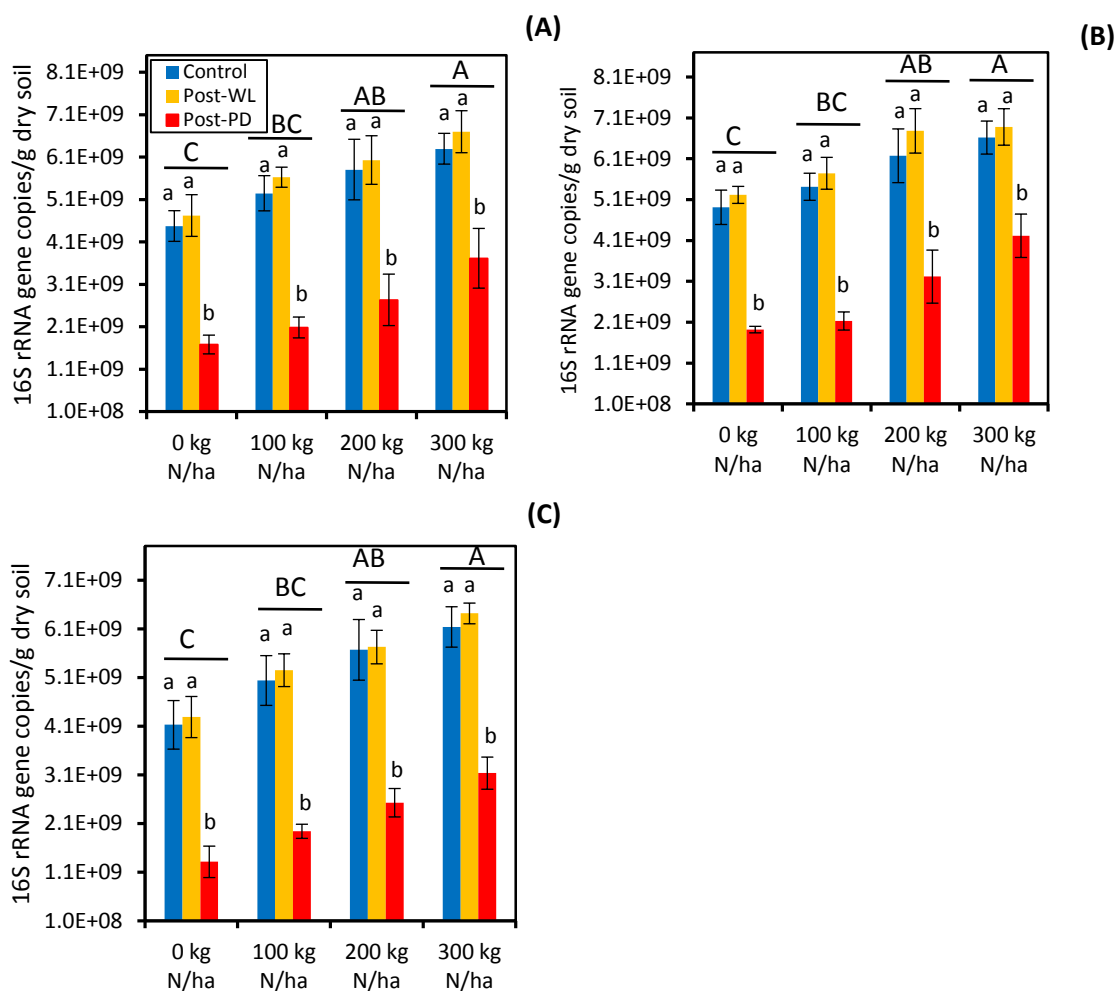 (A)
16S rRNA gene copies/g dry soil
8.1E+09
7.1E+09
6.1E+09
5.1E+09
4.1E+09
3.1E+09
2.1E+09
1.1E+09
1.0E+08
Control
Post-WL
Post-PD
C
BC
AB
A
a a b
a a b
a a b
a a b
0 kg 100 kg 200 kg 300 kg
N/ha N/ha N/ha N/ha
(B)
16S rRNA gene copies/g dry soil
8.1E+09
7.1E+09
6.1E+09
5.1E+09
4.1E+09
3.1E+09
2.1E+09
1.1E+09
1.0E+08
C
BC
AB
A
a a b
a a b
a a b
a a b
0 kg 100 kg 200 kg 300 kg
N/ha N/ha N/ha N/ha
(C)
16S rRNA gene copies/g dry soil
7.1E+09
6.1E+09
5.1E+09
4.1E+09
3.1E+09
2.1E+09
1.1E+09
1.0E+08
C
BC
AB
A
a a b
a a b
a a b
a a b
0 kg 100 kg 200 kg 300 kg
N/ha N/ha N/ha N/ha